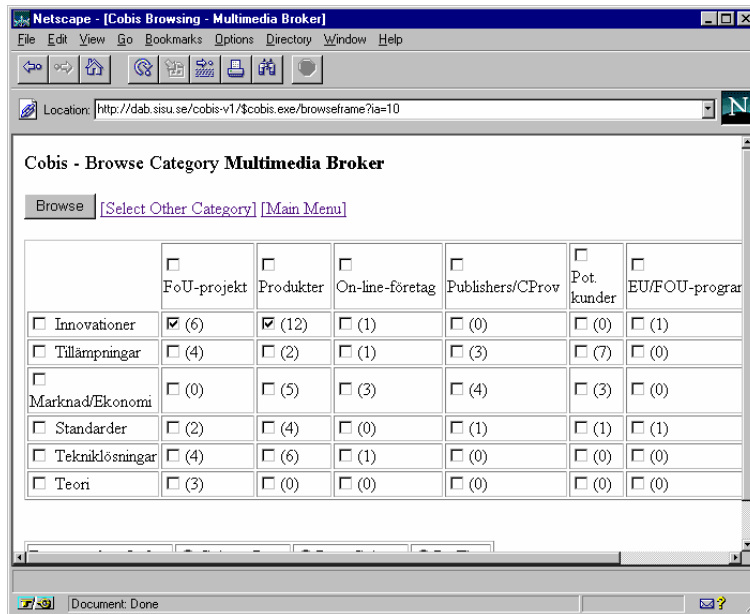 Netscape - [Cobis Browsing - Multimedia Broker]
File Edit View Go Bookmarks Options Directory Window Help
Location: http://dab.sisu.se/cobis-v1/$cobis.exe/browseframe?ia=10
N
Cobis - Browse Category Multimedia Broker
Browse [Select Other Category] [Main Menu]
FoU-projekt Produkter On-line-företag Publishers/CProv Pot. kunder EU/FOU-program
Innovationer (6) (12) (1) (0) (0) (1)
Tillämpningar (4) (2) (1) (3) (7) (0)
Marknad/Ekonomi (0) (5) (3) (4) (3) (0)
Standarder (2) (4) (0) (1) (1) (1)
Tekniklösningar (4) (6) (1) (0) (0) (0)
Teori (3) (0) (0) (0) (0) (0)
Document: Done